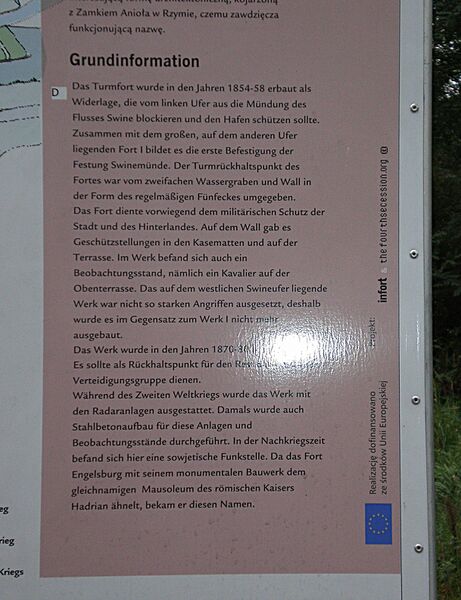 z Zamkiem Anioła w Rzymie, czemu zawdzięcza
funkcjonującą nazwę.
Grundinformation
D
Das Turmfort wurde in den Jahren 1854-58 erbaut als
Widerlage, die vom linken Ufer aus die Mündung des
Flusses Swine blockieren und den Hafen schützen sollte.
Zusammen mit dem großen, auf dem anderen Ufer
liegenden Fort I bildet es die erste Befestigung der
Festung Swinemünde. Der Turmrückhaltspunkt des
Fortes war vom zweifachen Wassergraben und Wall in
der Form des regelmäßigen Fünfeckes umgegeben.
Das Fort diente vorwiegend dem militärischen Schutz der
Stadt und des Hinterlandes. Auf dem Wall gab es
Geschützstellungen in den Kasematten und auf der
Terrasse. Im Werk befand sich auch ein
Beobachtungsstand, nämlich ein Kavalier auf der
Obenterrasse. Das auf dem westlichen Swineufer liegende
Werk war nicht so starken Angriffen ausgesetzt, deshalb
wurde es im Gegensatz zum Werk I nicht mehr
ausgebaut.
Das Werk wurde in den Jahren
Es sollte als Rückhaltspunkt für den
Verteidigungsgruppe dienen.
Während des Zweiten Weltkriegs wurde das Werk mit
den Radaranlagen ausgestattet. Damals wurde auch
Stahlbetonaufbau für diese Anlagen und
Beobachtungsstände durchgeführt. In der Nachkriegszeit
befand sich hier eine sowjetische Funkstelle. Da das Fort
Engelsburg mit seinem monumentalen Bauwerk dem
gleichnamigen Mausoleum des römischen Kaisers
Hadrian ähnelt, bekam er diesen Namen.
projekt: infort & thefourthsecession.org
Realizację dofinansowano
ze środków Unii Europejskiej
Kriegs